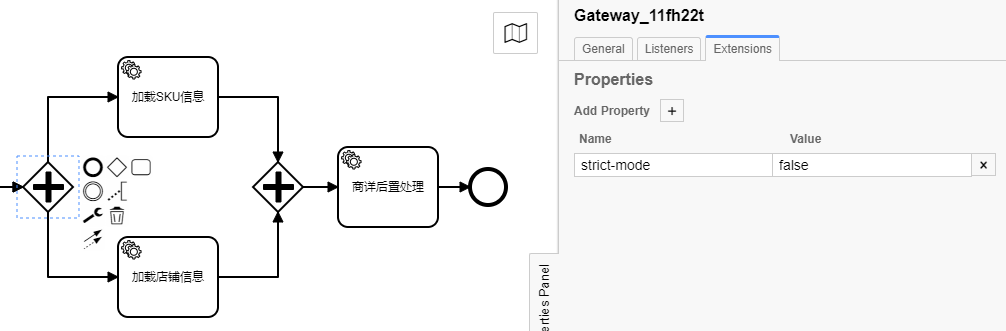 加载SKU信息
加载店铺信息
商详后置处理
Gateway_11fh22t
General
Listeners
Extensions
Properties
Add Property +
Name Value
strict-mode false ×
erties Panel